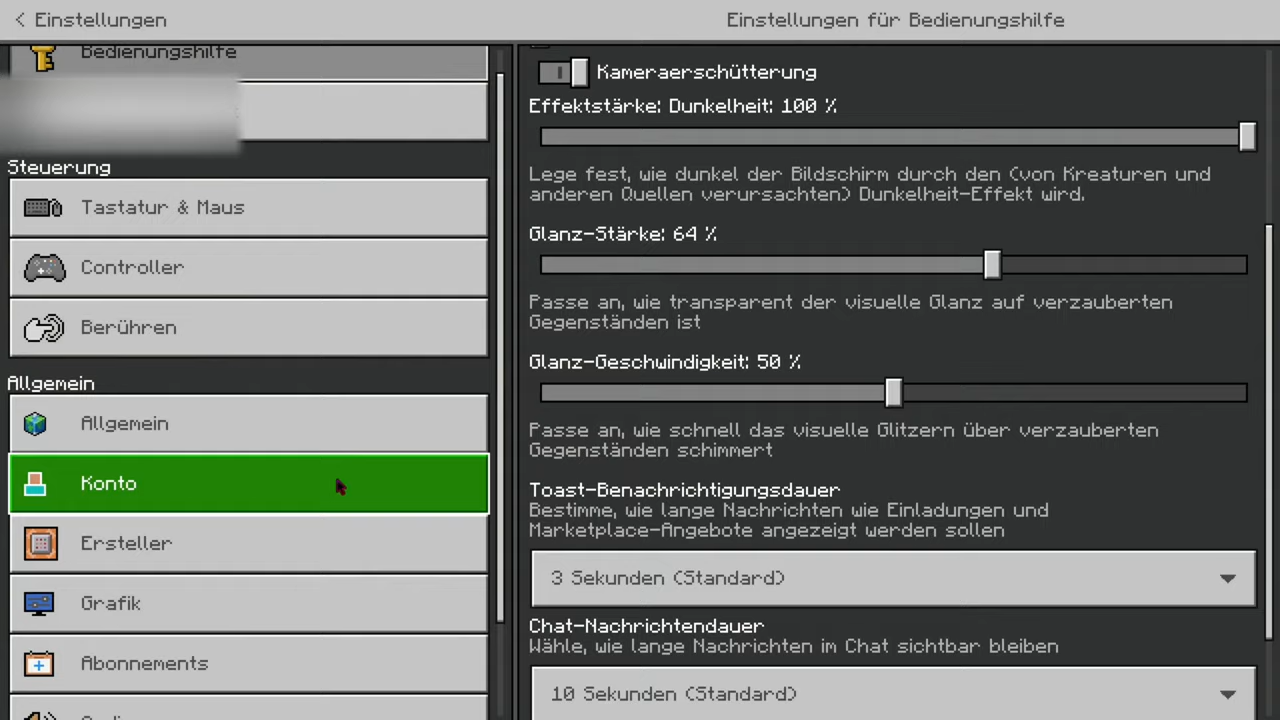 Einstellungen
Einstellungen für Bedienungshilfe
Bedienungshilfe
Steuerung
Tastatur & Maus
Controller
Berühren
Allgemein
Allgemein
Konto
Ersteller
Grafik
Abonnements
Kameraerschütterung
Effektstärke: Dunkelheit: 100 %
Lege fest, wie dunkel der Bildschirm durch den (von Kreaturen und
anderen Quellen verursachten) Dunkelheit-Effekt wird.
Glanz-Stärke: 64 %
Passe an, wie transparent der visuelle Glanz auf verzauberten
Gegenständen ist
Glanz-Geschwindigkeit: 50 %
Passe an, wie schnell das visuelle Glitzern über verzauberten
Gegenständen schimmert
Toast-Benachrichtigungsdauer
Bestimme, wie lange Nachrichten wie Einladungen und
Marketplace-Angebote angezeigt werden sollen
3 Sekunden (Standard)
Chat-Nachrichtendauer
Wähle, wie lange Nachrichten im Chat sichtbar bleiben
10 Sekunden (Standard)